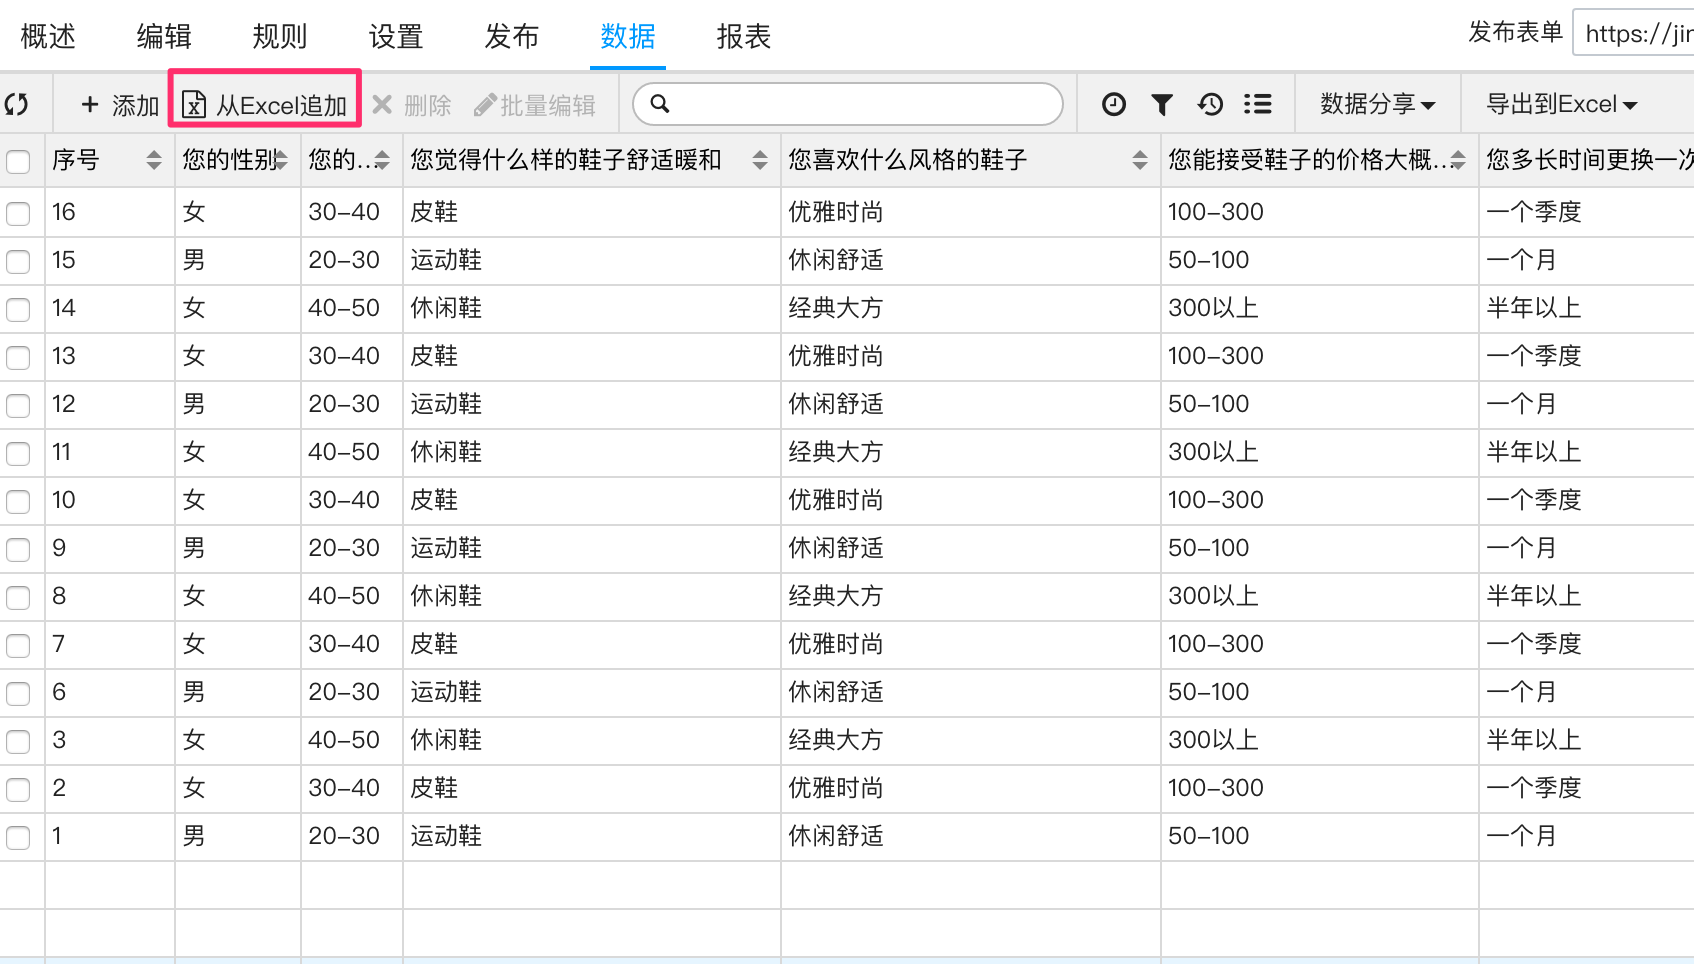 概述 编辑 规则 设置 发布 数据 报表 发布表单 https://jin
添加 从Excel追加 删除 批量编辑 数据分享 导出到Excel
序号 您的性别 您的... 您觉得什么样的鞋子舒适暖和 您喜欢什么风格的鞋子 您能接受鞋子的价格大概... 您多长时间更换一次
16 女 30-40 皮鞋 优雅时尚 100-300 一个季度
15 男 20-30 运动鞋 休闲舒适 50-100 一个月
14 女 40-50 休闲鞋 经典大方 300以上 半年以上
13 女 30-40 皮鞋 优雅时尚 100-300 一个季度
12 男 20-30 运动鞋 休闲舒适 50-100 一个月
11 女 40-50 休闲鞋 经典大方 300以上 半年以上
10 女 30-40 皮鞋 优雅时尚 100-300 一个季度
9 男 20-30 运动鞋 休闲舒适 50-100 一个月
8 女 40-50 休闲鞋 经典大方 300以上 半年以上
7 女 30-40 皮鞋 优雅时尚 100-300 一个季度
6 男 20-30 运动鞋 休闲舒适 50-100 一个月
3 女 40-50 休闲鞋 经典大方 300以上 半年以上
2 女 30-40 皮鞋 优雅时尚 100-300 一个季度
1 男 20-30 运动鞋 休闲舒适 50-100 一个月